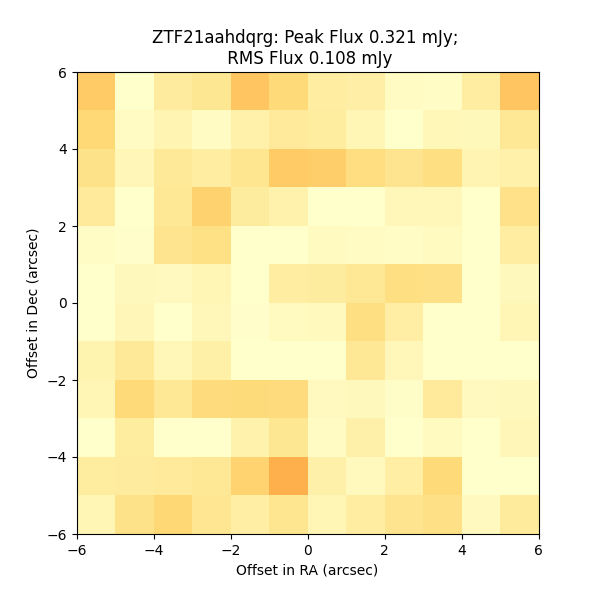 ZTF21aahdqrg: Peak Flux 0.321 mJy;
RMS Flux 0.108 mJy
6
4
2
0
−2
−4
−6
Offset in Dec (arcsec)
−6 −4 −2 0 2 4 6
Offset in RA (arcsec)